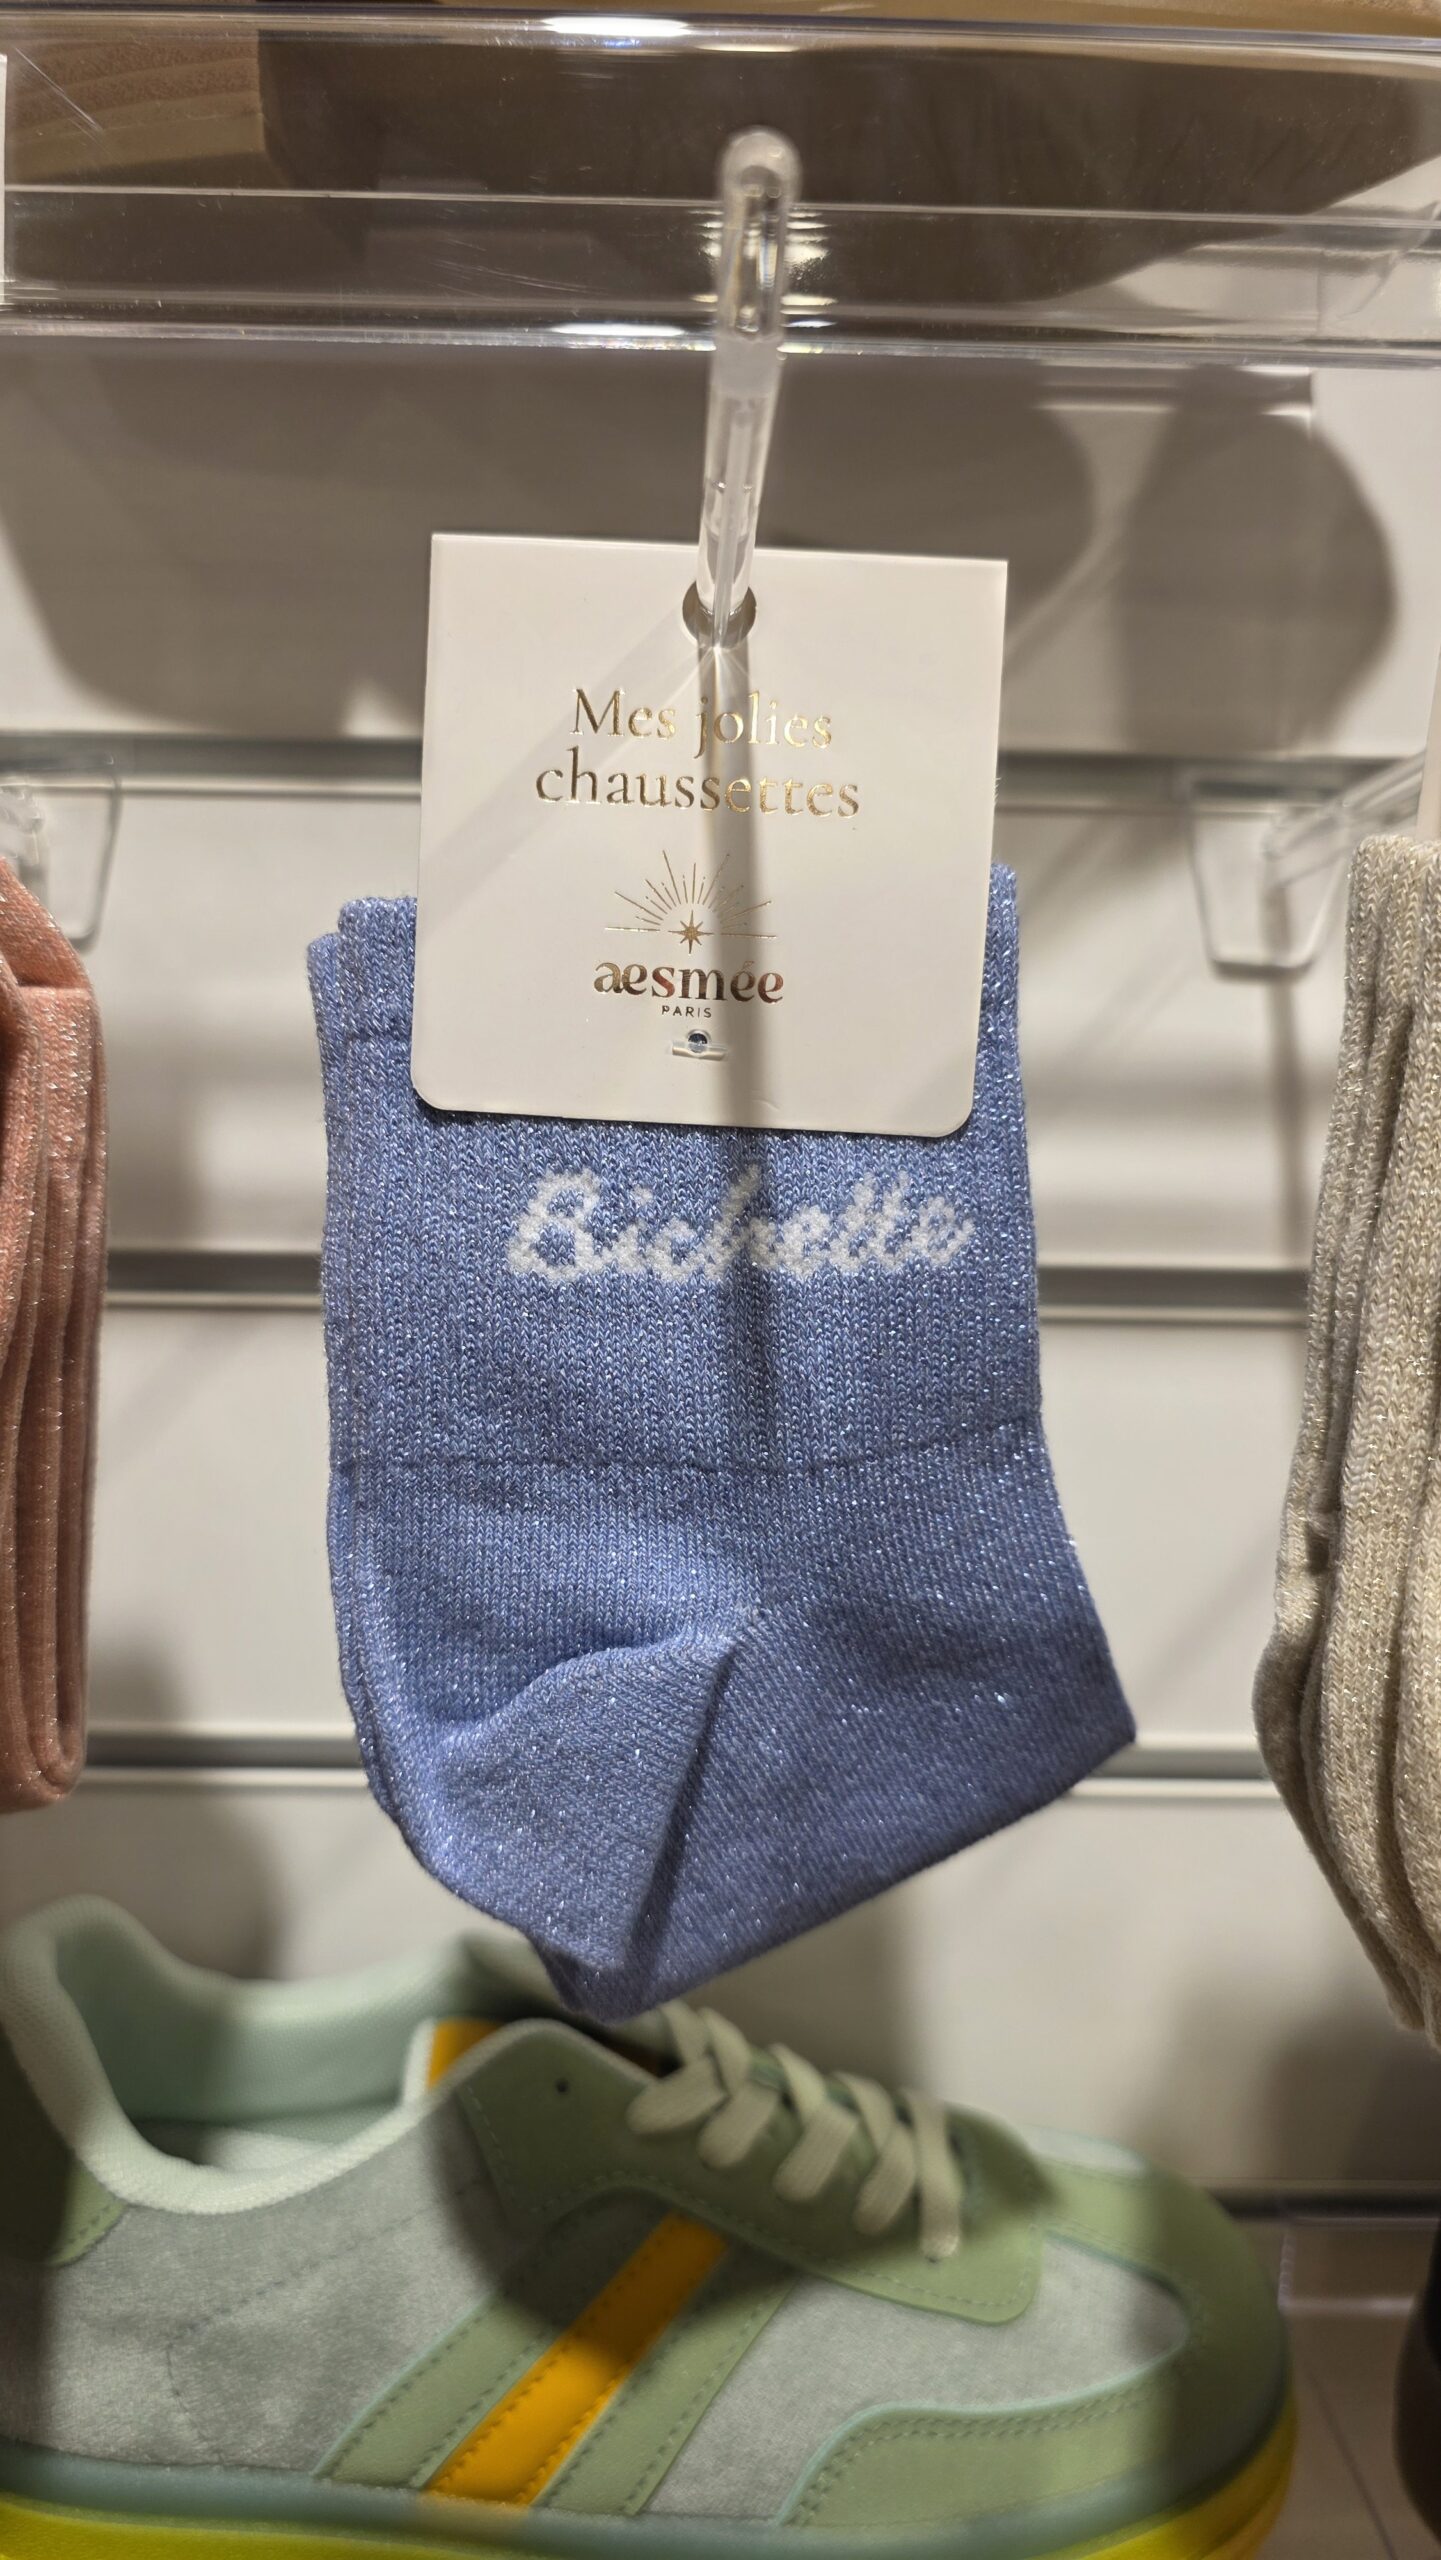 Mes jolies
chaussettes
aesmée
PARIS
Bichette